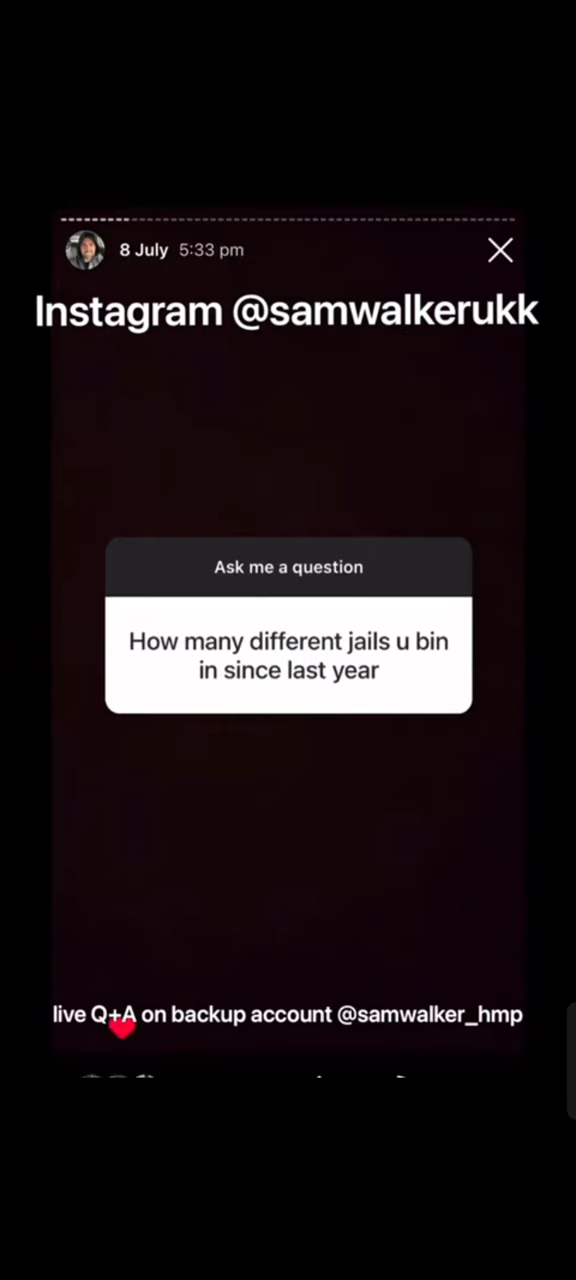 8 July 5:33 pm
Instagram @samwalkerukk
Ask me a question
How many different jails u bin
in since last year
live Q+A on backup account @samwalker_hmp